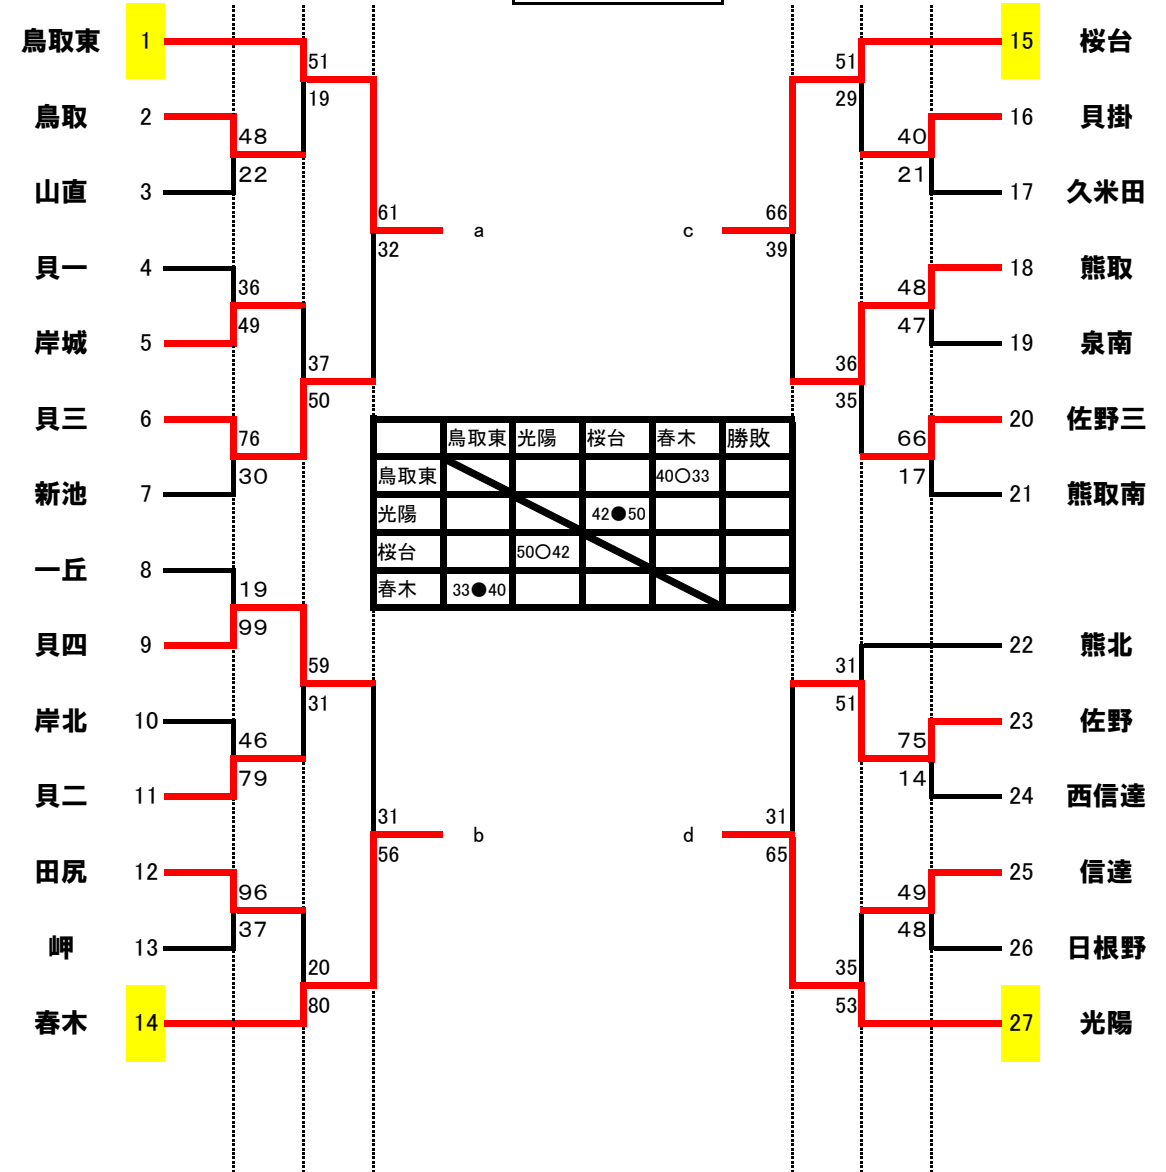 鳥取東 1
51
19
鳥取 2
48
22
山直 3
61
32
a
貝一 4
36
49
岸城 5
37
50
貝三 6
76
30
新池 7
一丘 8
19
99
貝四 9
59
31
岸北 10
46
79
貝二 11
31
56
b
田尻 12
96
37
岬 13
20
80
春木 14
鳥取東 光陽 桜台 春木 勝敗
鳥取東 40〇33
光陽 42●50
桜台 50〇42
春木 33●40
15 桜台
51
29
16 貝掛
40
21
17 久米田
66
39
c
18 熊取
48
47
19 泉南
36
35
20 佐野三
66
17
21 熊取南
22 熊北
31
51
23 佐野
75
14
24 西信達
31
65
d
25 信達
49
48
26 日根野
35
53
27 光陽